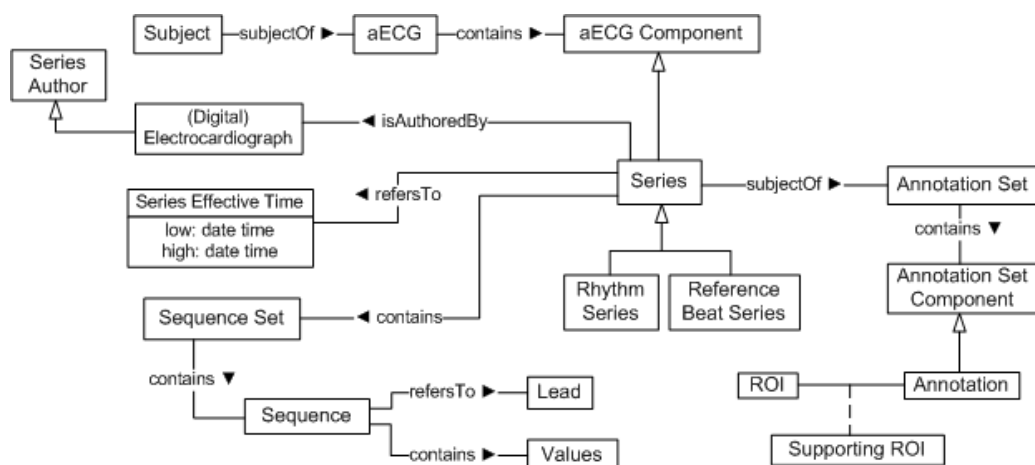 Subject
subjectOf ►
aECG
contains ►
aECG Component
Series
Author
(Digital)
Electrocardiograph
◄ isAuthoredBy
Series
subjectOf ►
Annotation Set
◄ refersTo
Series Effective Time
low: date time
high: date time
contains ▼
Annotation Set
Component
Rhythm
Series
Reference
Beat Series
Sequence Set
◄ contains
contains ▼
ROI
Annotation
Sequence
refersTo ►
Lead
contains ►
Values
Supporting ROI